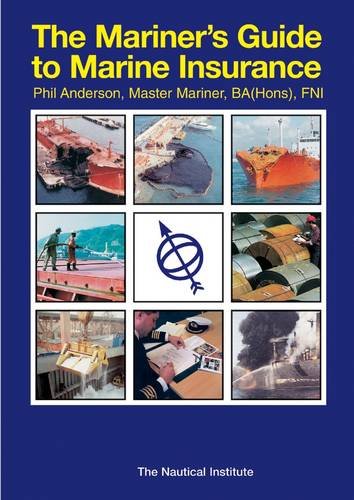 The Mariner's Guide
to Marine Insurance
Phil Anderson, Master Mariner, BA(Hons), FNI
The Nautical Institute